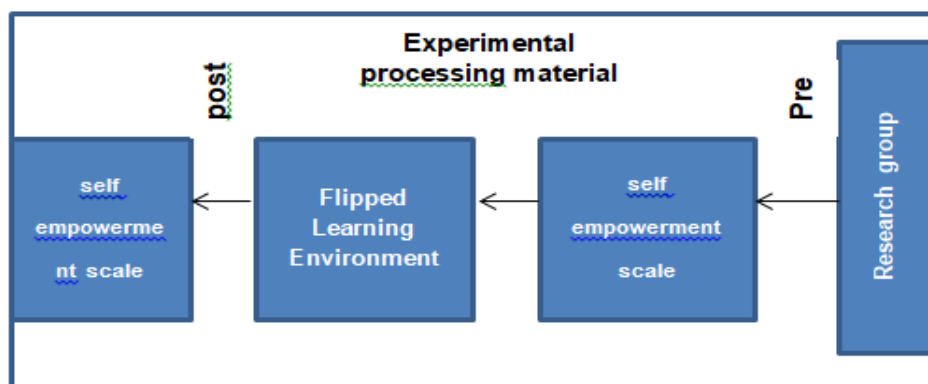 Experimental
processing material
post
Pre
self
empowerme
nt scale
Flipped
Learning
Environment
self
empowerment
scale
Research group